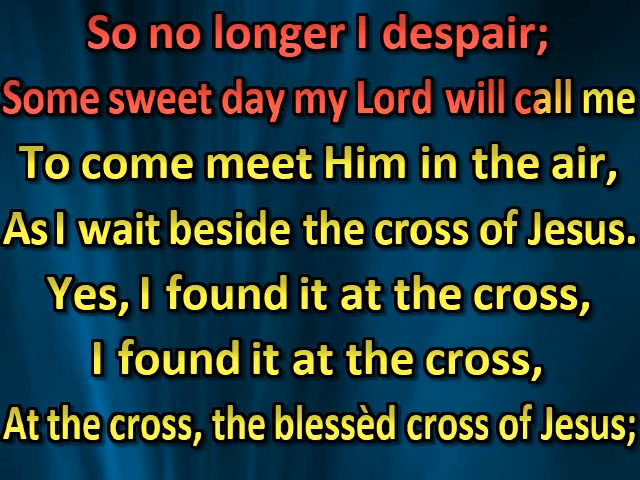 So no longer I despair;
Some sweet day my Lord will call me
To come meet Him in the air,
As I wait beside the cross of Jesus.
Yes, I found it at the cross,
I found it at the cross,
At the cross, the blessèd cross of Jesus;